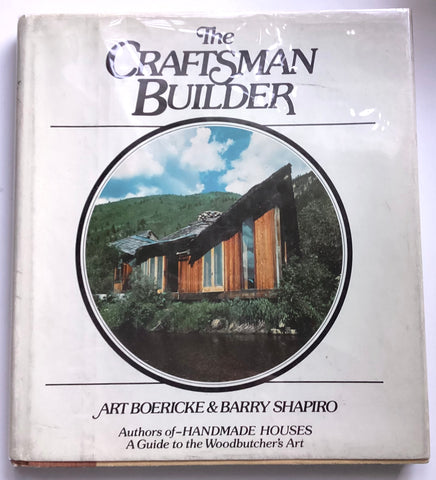 The
CRAFTSMAN
BUILDER
ART BOERICKE & BARRY SHAPIRO
Authors of—HANDMADE HOUSES
A Guide to the Woodbutcher's Art